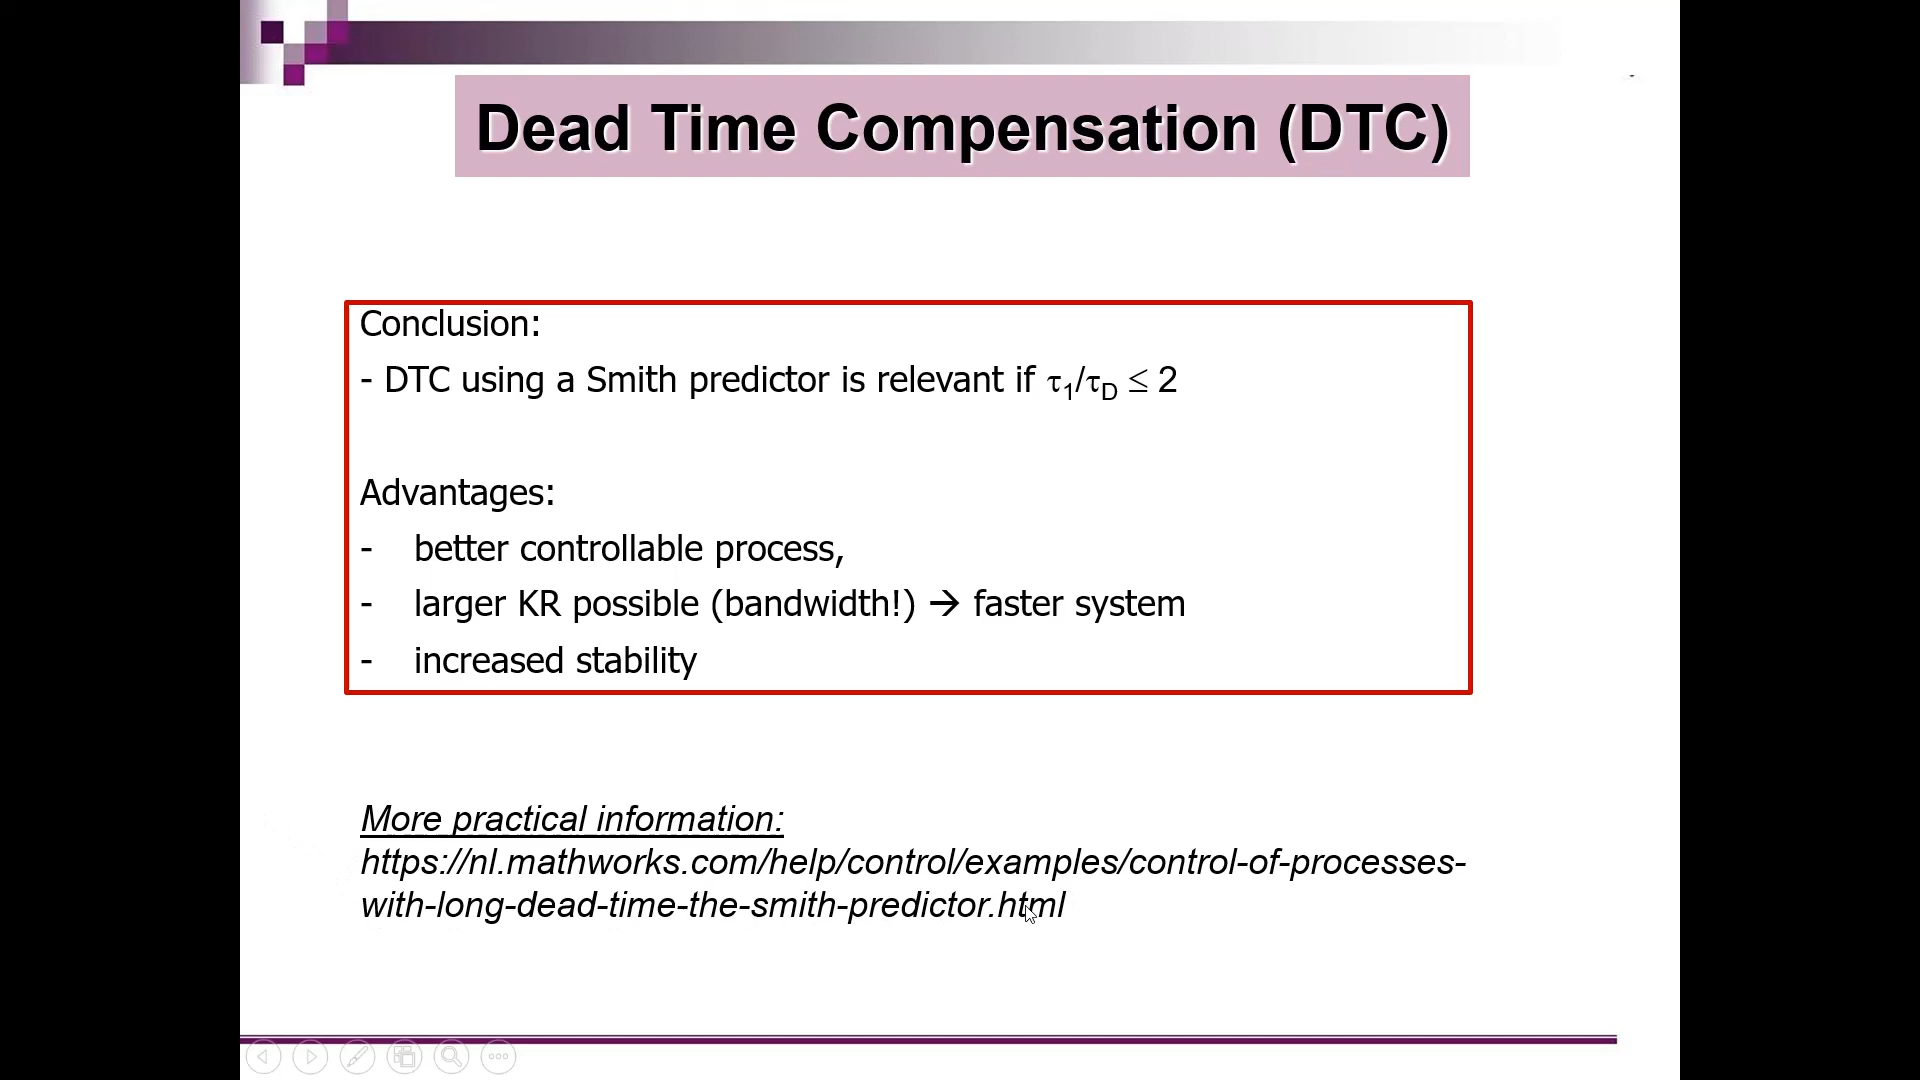 Dead Time Compensation (DTC)
Conclusion:
- DTC using a Smith predictor is relevant if τ₁/τ_D ≤ 2
Advantages:
- better controllable process,
- larger KR possible (bandwidth!) → faster system
- increased stability
More practical information:
https://nl.mathworks.com/help/control/examples/control-of-processes-
with-long-dead-time-the-smith-predictor.html